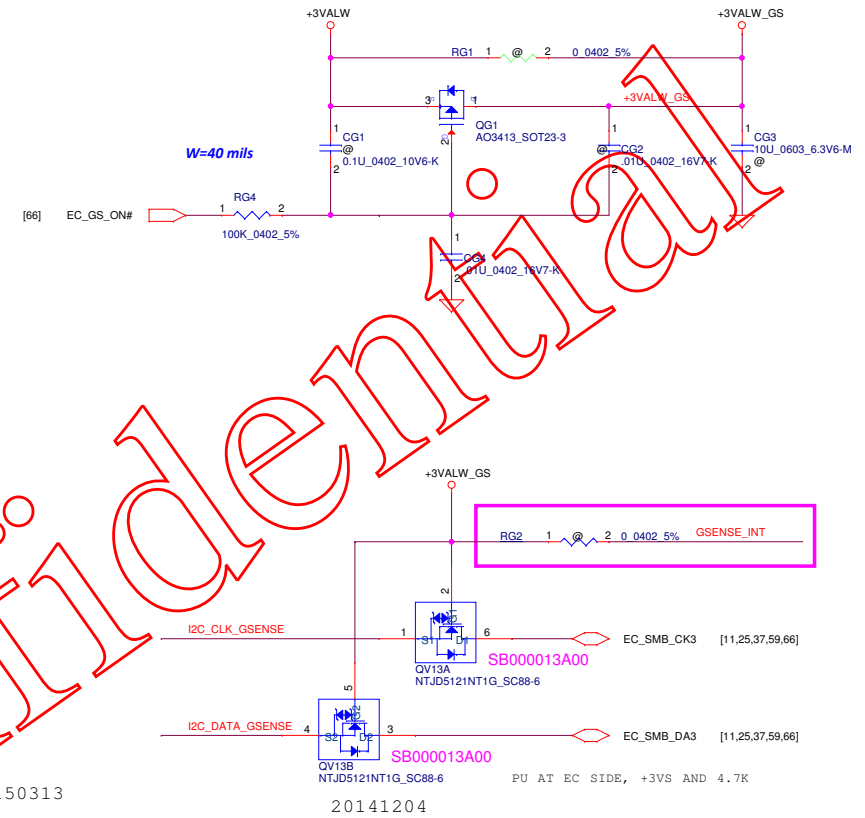 +3VALW
+3VALW_GS
RG1 1 @ 2 0_0402_5%
3 1
+3VALW_GS
QG1
AO3413_SOT23-3
2
1
CG1
@
0.1U_0402_10V6-K
2
1
@ CG2
.01U_0402_16V7-K
2
1
CG3
10U_0603_6.3V6-M
@
2
W=40 mils
RG4
[66] EC_GS_ON# 1 2
100K_0402_5%
1
CG4
.01U_0402_16V7-K
2
+3VALW_GS
RG2 1 @ 2 0_0402_5% GSENSE_INT
2
G1
I2C_CLK_GSENSE 1 S1 D1 6 EC_SMB_CK3 [11,25,37,59,66]
SB000013A00
QV13A
NTJD5121NT1G_SC88-6
5
G2
I2C_DATA_GSENSE 4 S2 D2 3 EC_SMB_DA3 [11,25,37,59,66]
SB000013A00
QV13B
NTJD5121NT1G_SC88-6
PU AT EC SIDE, +3VS AND 4.7K
50313
20141204
fidential